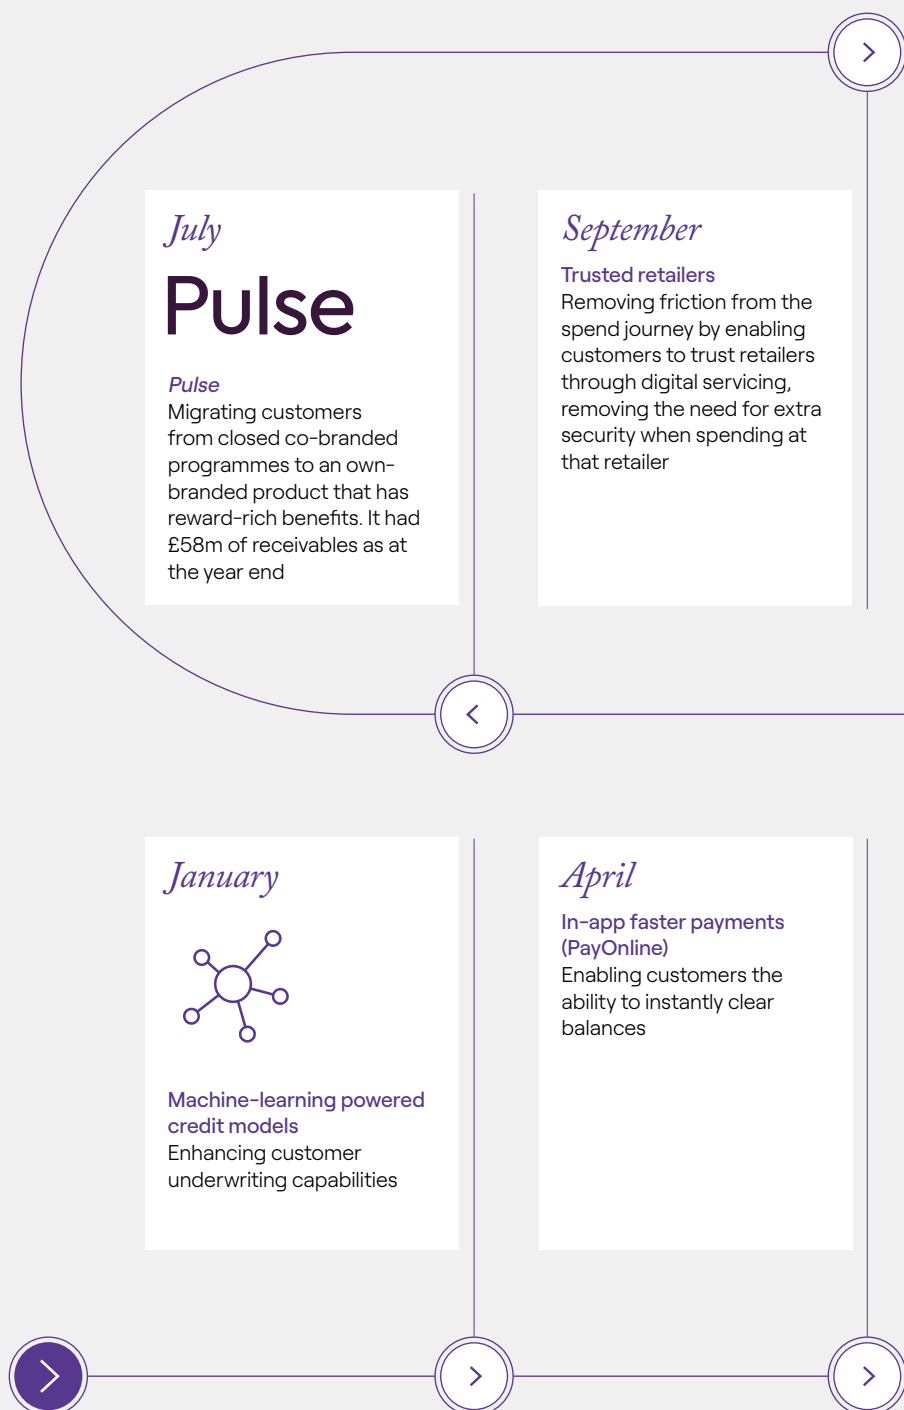 July
Pulse
Pulse
Migrating customers
from closed co-branded
programmes to an own-
branded product that has
reward-rich benefits. It had
£58m of receivables as at
the year end
September
Trusted retailers
Removing friction from the
spend journey by enabling
customers to trust retailers
through digital servicing,
removing the need for extra
security when spending at
that retailer
January
Machine-learning powered
credit models
Enhancing customer
underwriting capabilities
April
In-app faster payments
(PayOnline)
Enabling customers the
ability to instantly clear
balances